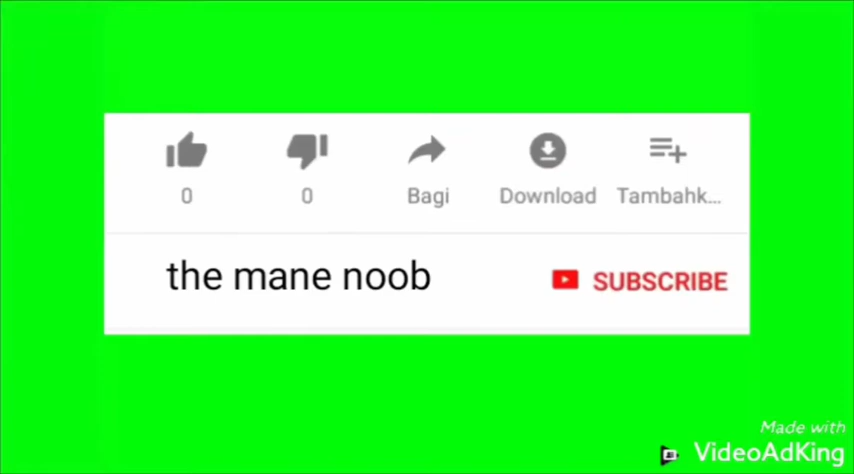 0 0 Bagi Download Tambahk...
the mane noob SUBSCRIBE
Made with
VideoAdKing